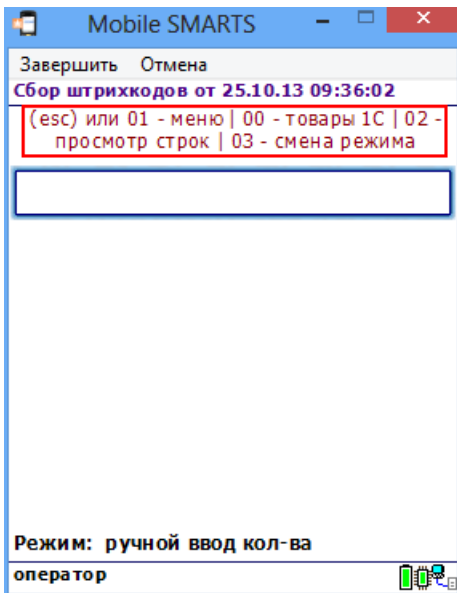 Mobile SMARTS
Завершить Отмена
Сбор штрихкодов от 25.10.13 09:36:02
(esc) или 01 - меню | 00 - товары 1С | 02 -
просмотр строк | 03 - смена режима
Режим: ручной ввод кол-ва
оператор